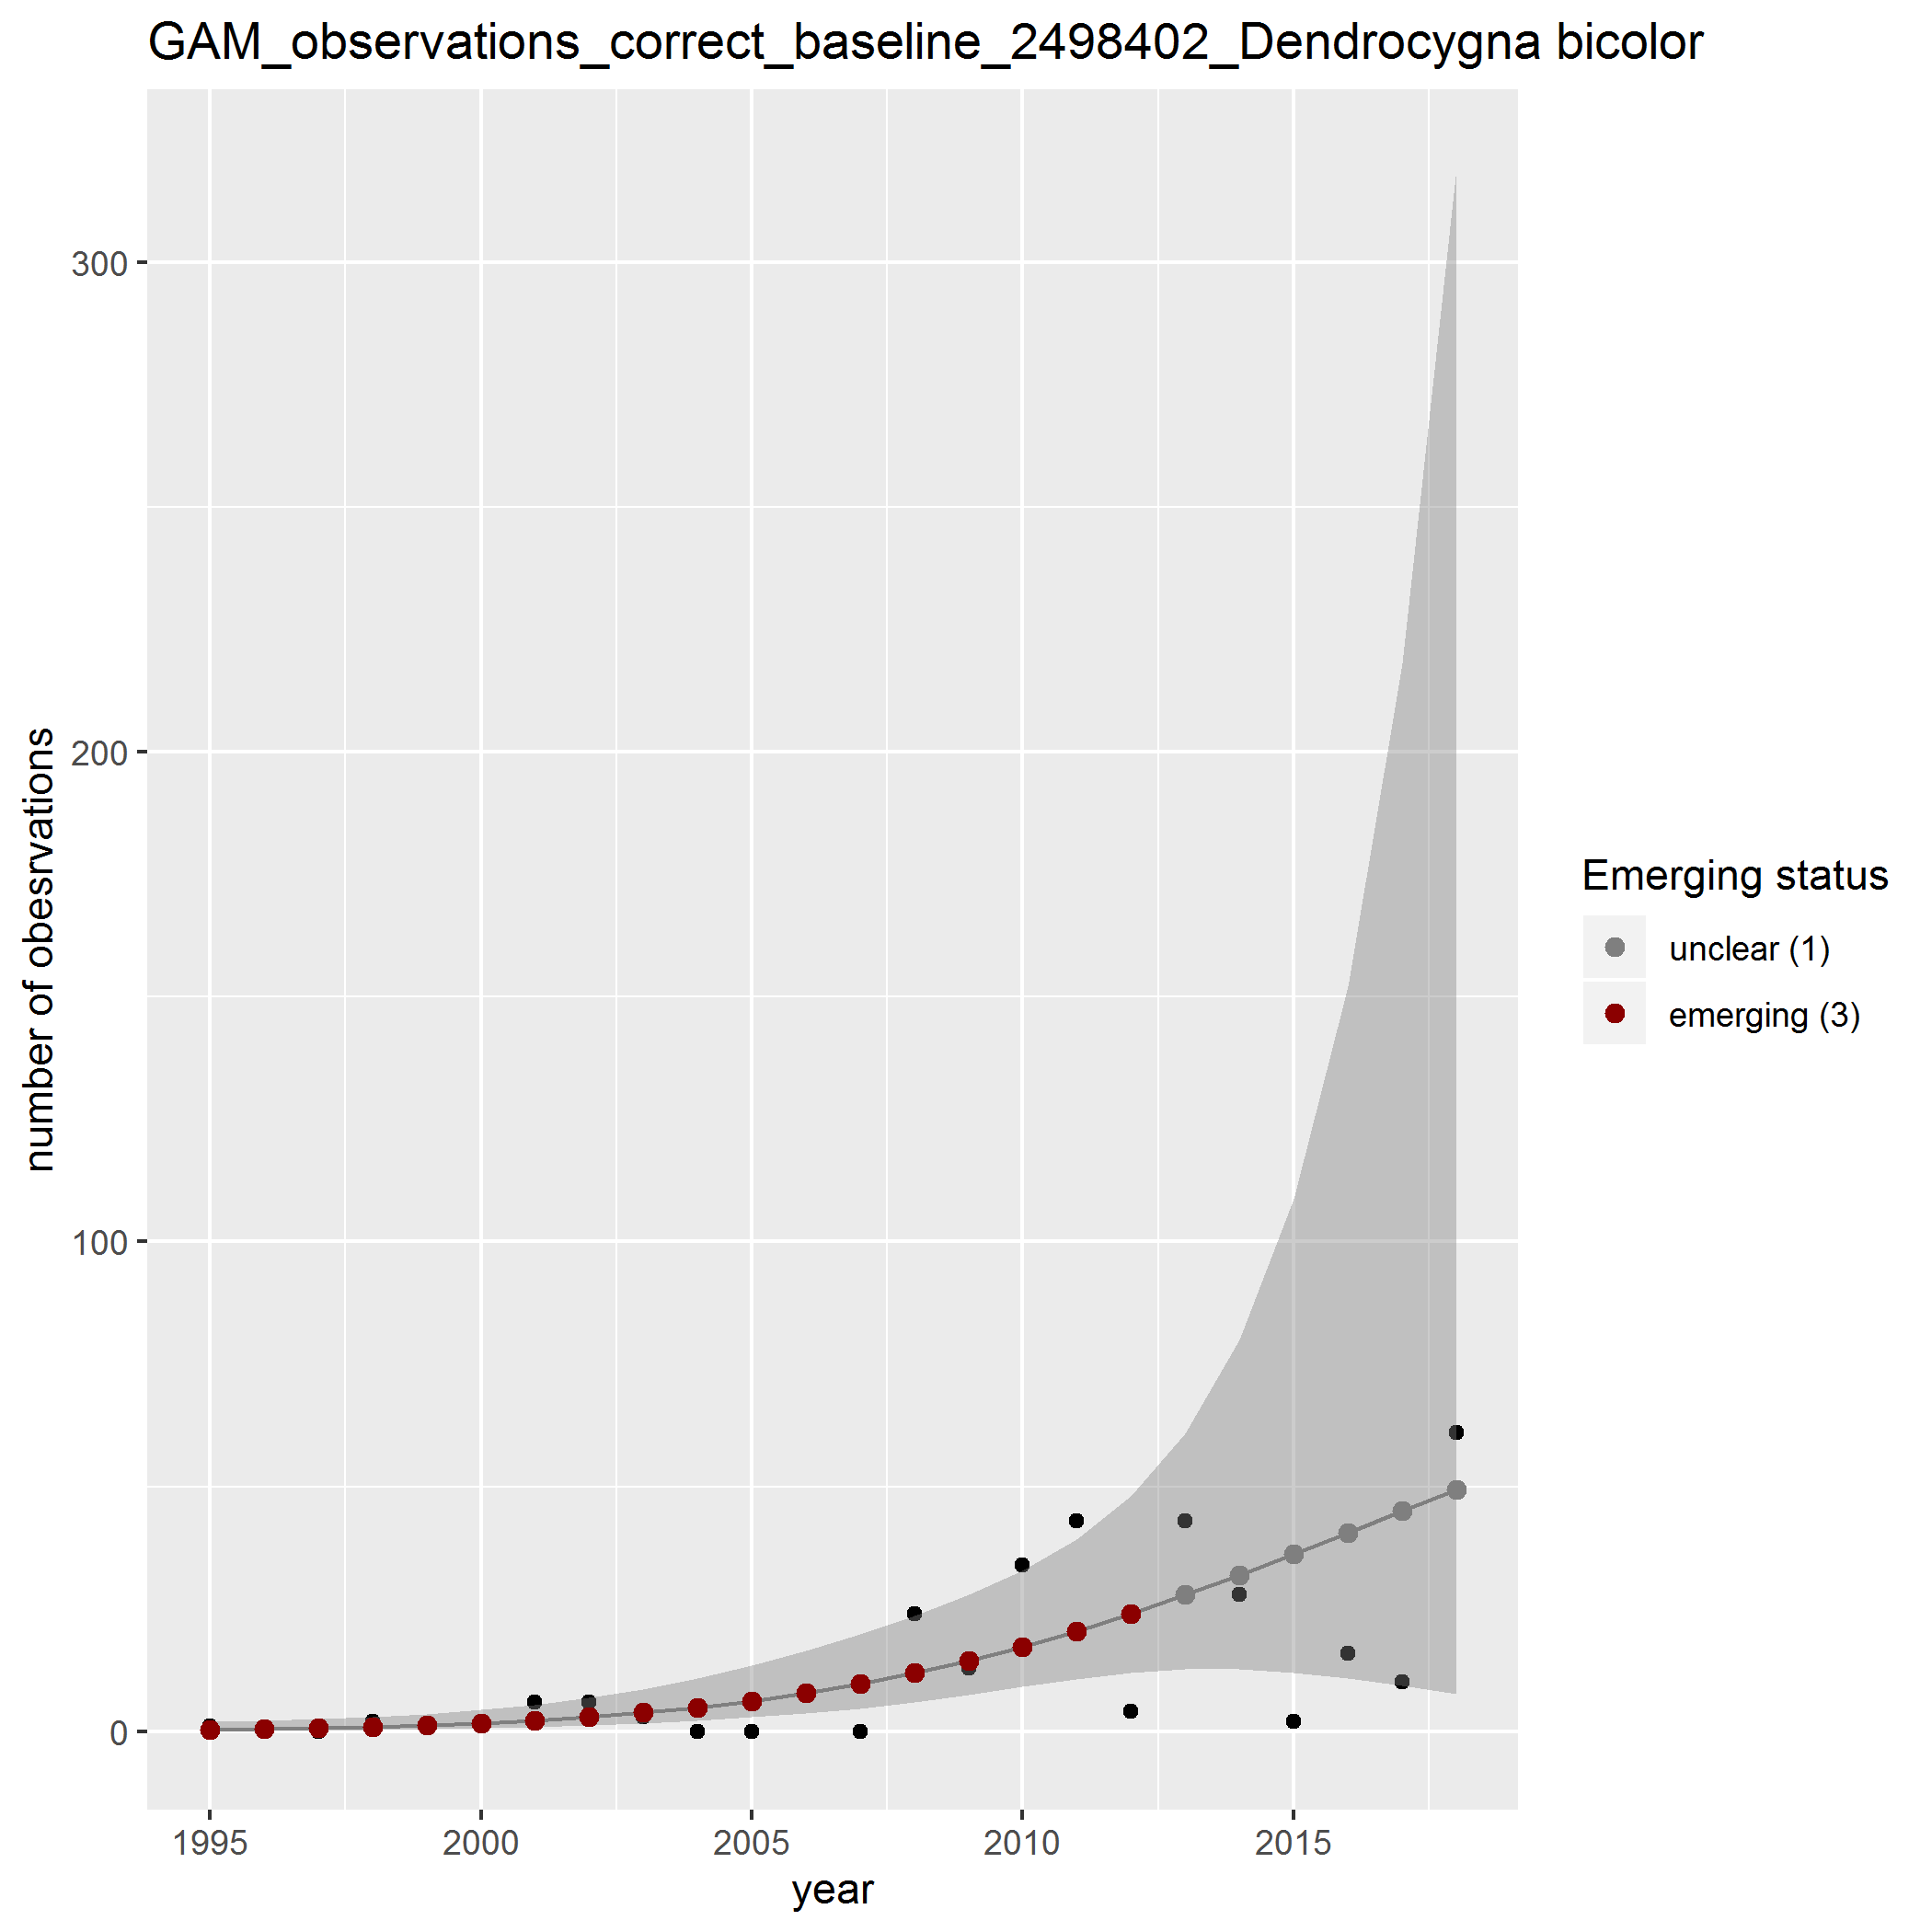 GAM_observations_correct_baseline_2498402_Dendrocygna bicolor
number of obesrvations
300
200
100
0
1995
2000
2005
2010
2015
year
Emerging status
unclear (1)
emerging (3)